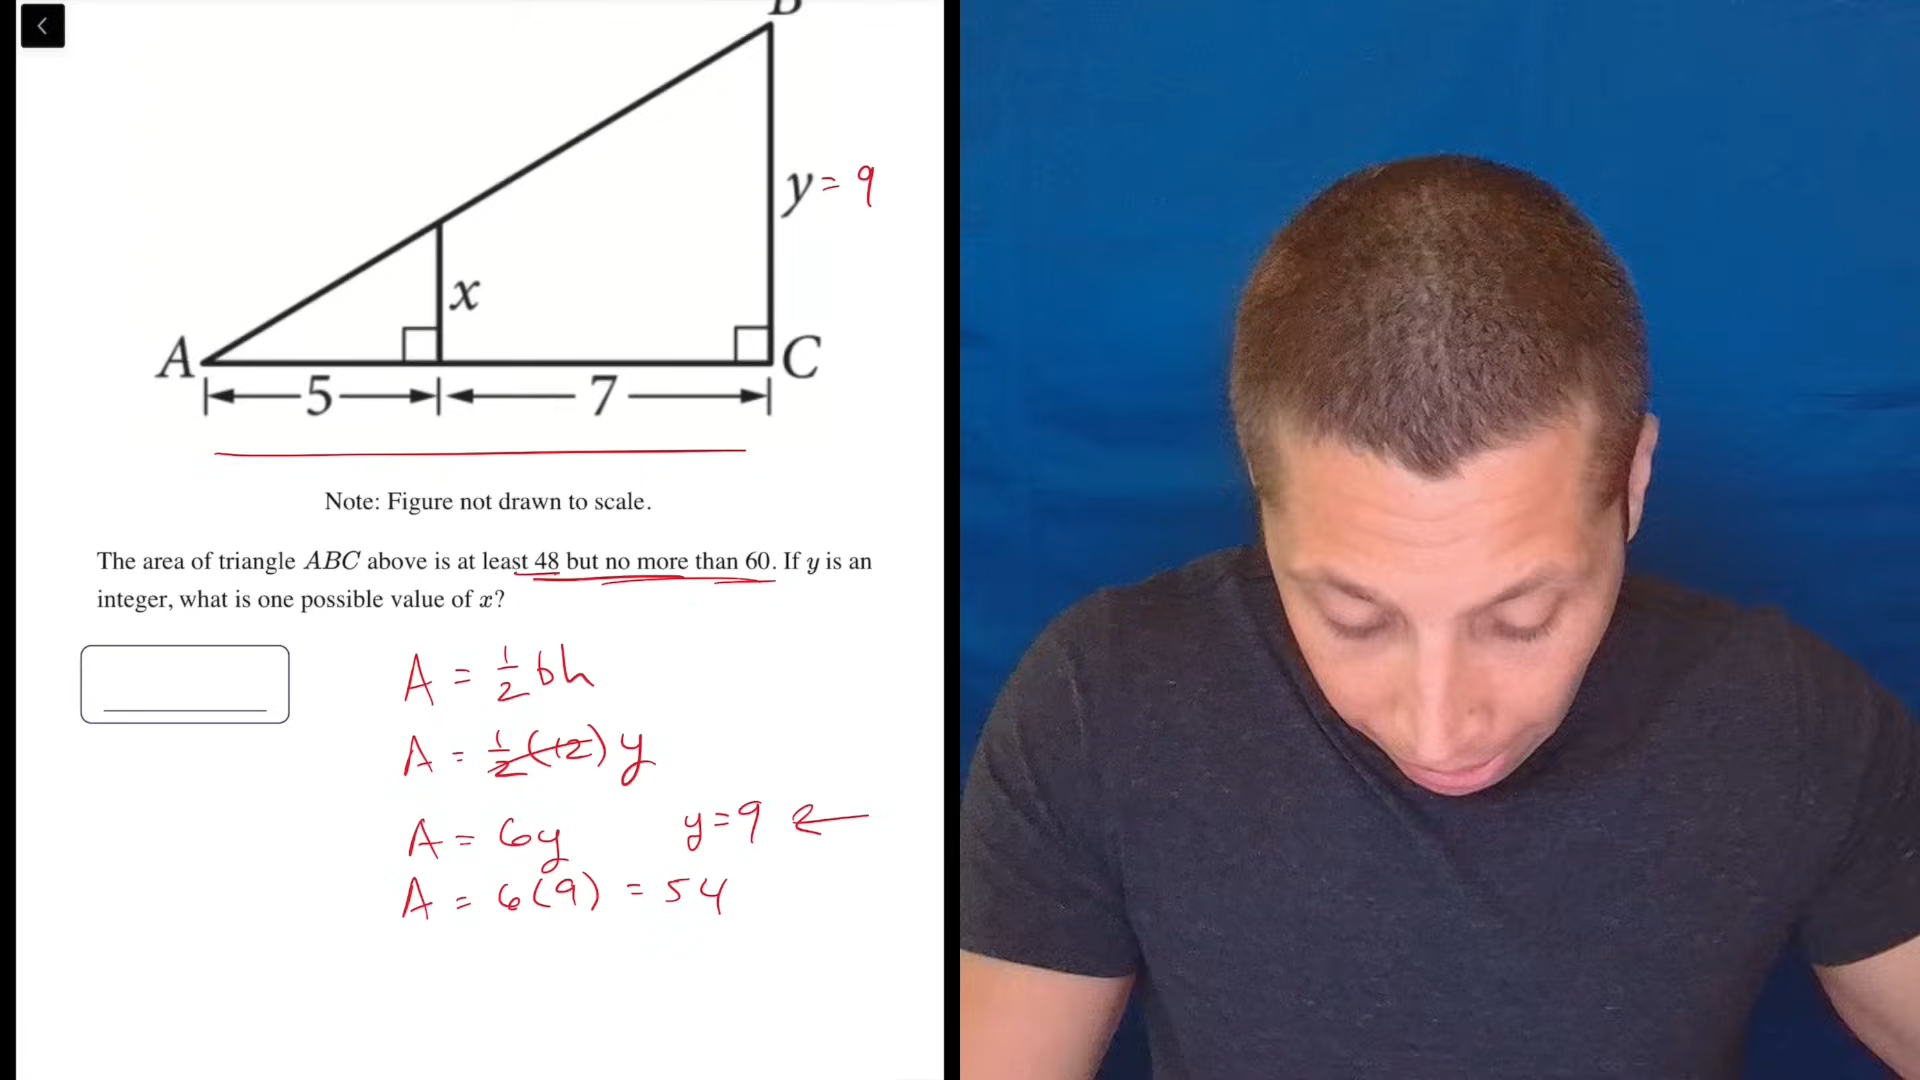 B
y = 9
x
A
C
5
7
Note: Figure not drawn to scale.
The area of triangle ABC above is at least 48 but no more than 60. If y is an
integer, what is one possible value of x?
A = 1/2 bh
A = 1/2 (12) y
A = 6y
y = 9
A = 6(9) = 54